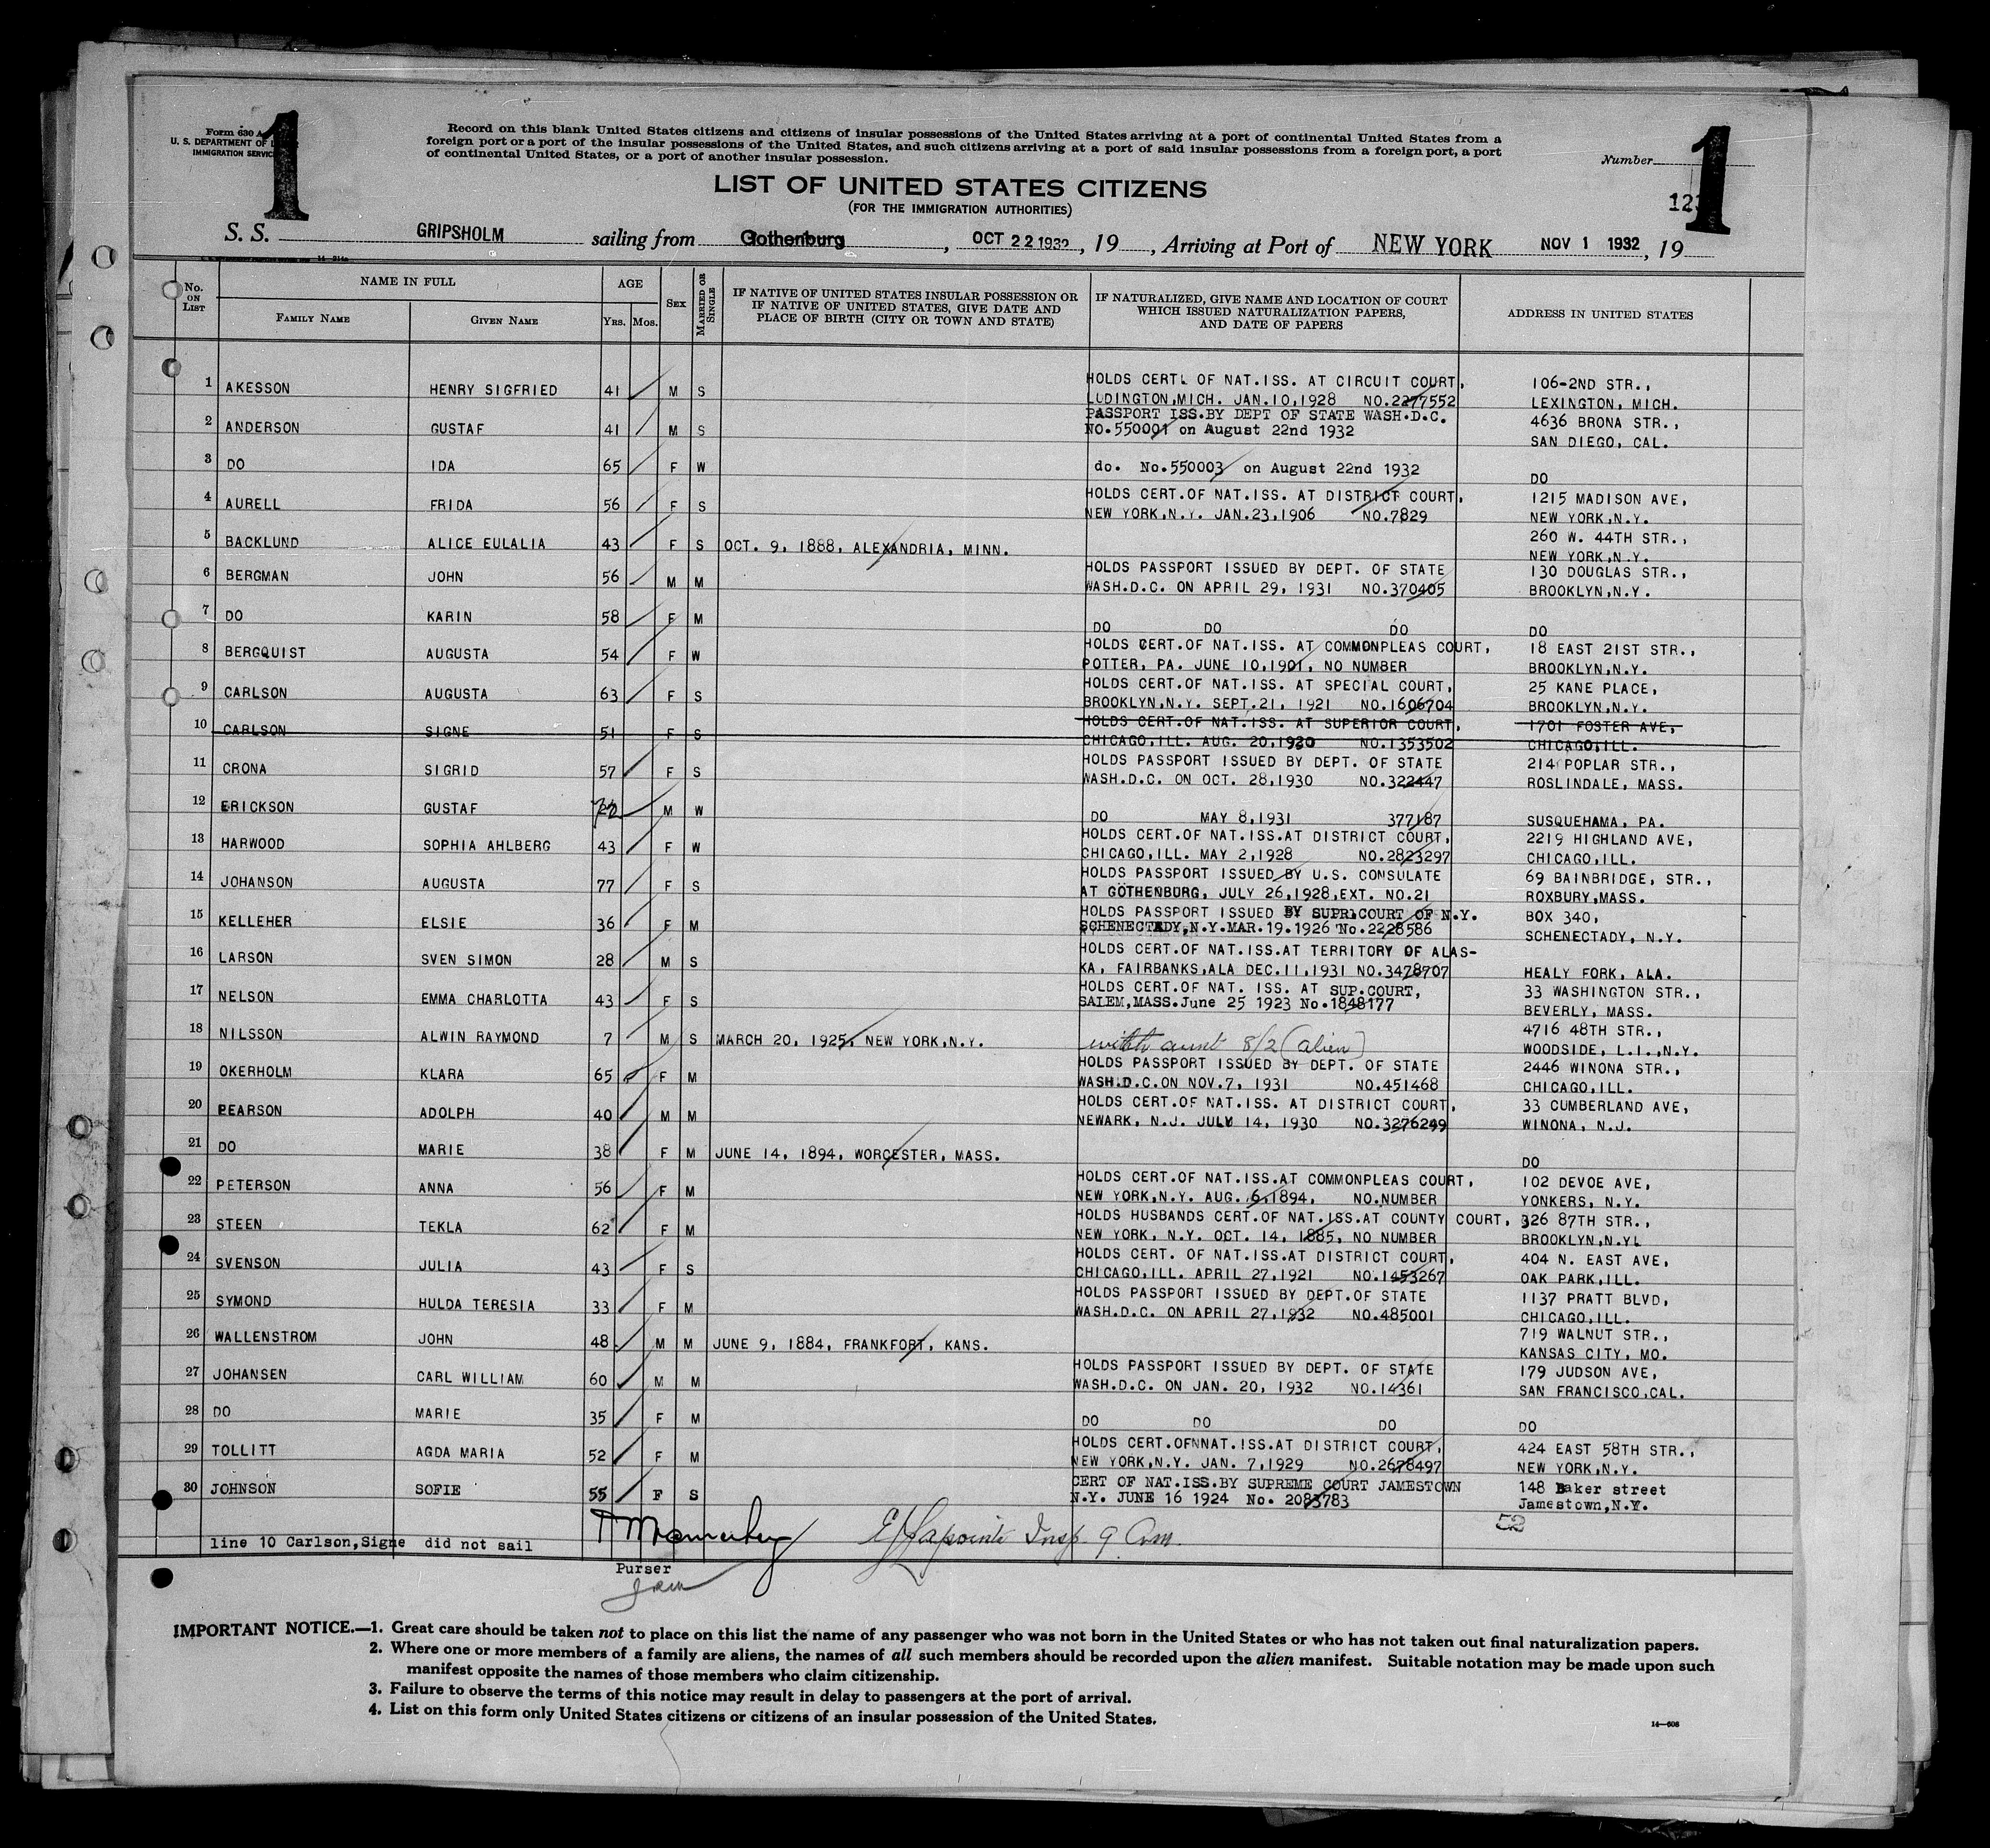 1
1
Form 630 A
U. S. DEPARTMENT OF
IMMIGRATION SERVICE
Record on this blank United States citizens and citizens of insular possessions of the United States arriving at a port of continental United States from a
foreign port or a port of the insular possessions of the United States, and such citizens arriving at a port of said insular possessions from a foreign port, a port
of continental United States, or a port of another insular possession.
Number
LIST OF UNITED STATES CITIZENS
(FOR THE IMMIGRATION AUTHORITIES)
S. S. GRIPSHOLM sailing from Gothenburg, OCT 22 1932, 19 , Arriving at Port of NEW YORK NOV 1 1932, 19
No. ON LIST
NAME IN FULL
FAMILY NAME
GIVEN NAME
AGE
YRS. MOS.
SEX
MARRIED OR SINGLE
IF NATIVE OF UNITED STATES INSULAR POSSESSION OR
IF NATIVE OF UNITED STATES, GIVE DATE AND
PLACE OF BIRTH (CITY OR TOWN AND STATE)
IF NATURALIZED, GIVE NAME AND LOCATION OF COURT
WHICH ISSUED NATURALIZATION PAPERS,
AND DATE OF PAPERS
ADDRESS IN UNITED STATES
1 AKESSON HENRY SIGFRIED 41 M S HOLDS CERT. OF NAT.ISS. AT CIRCUIT COURT, 106-2ND STR.,
LUDINGTON,MICH. JAN.10,1928 NO.2277552 LEXINGTON, MICH.
2 ANDERSON GUSTAF 41 M S PASSPORT ISS.BY DEPT OF STATE WASH.D.C. 4636 BRONA STR.,
NO.550001 on August 22nd 1932 SAN DIEGO, CAL.
3 DO IDA 65 F W do. No.550003 on August 22nd 1932 DO
4 AURELL FRIDA 56 F S HOLDS CERT.OF NAT.ISS. AT DISTRICT COURT, 1215 MADISON AVE,
NEW YORK,N.Y. JAN.23,1906 NO.7829 NEW YORK,N.Y.
5 BACKLUND ALICE EULALIA 43 F S OCT. 9, 1888, ALEXANDRIA, MINN. 260 W. 44TH STR.,
NEW YORK,N.Y.
6 BERGMAN JOHN 56 M M HOLDS PASSPORT ISSUED BY DEPT. OF STATE 130 DOUGLAS STR.,
WASH.D.C. ON APRIL 29, 1931 NO.370405 BROOKLYN,N.Y.
7 DO KARIN 58 F M DO DO DO DO
8 BERGQUIST AUGUSTA 54 F W HOLDS CERT.OF NAT.ISS. AT COMMONPLEAS COURT, 18 EAST 21ST STR.,
POTTER, PA. JUNE 10,1901, NO NUMBER BROOKLYN,N.Y.
9 CARLSON AUGUSTA 63 F S HOLDS CERT.OF NAT.ISS. AT SPECIAL COURT, 25 KANE PLACE,
BROOKLYN,N.Y. SEPT.21, 1921 NO.1606704 BROOKLYN,N.Y.
10 CARLSON SIGNE 51 F S HOLDS CERT.OF NAT.ISS. AT SUPERIOR COURT, 1701 FOSTER AVE,
CHICAGO,ILL. AUG. 20,1920 NO.1353502 CHICAGO,ILL.
11 CRONA SIGRID 57 F S HOLDS PASSPORT ISSUED BY DEPT. OF STATE 214 POPLAR STR.,
WASH.D.C. ON OCT. 28,1930 NO.322447 ROSLINDALE, MASS.
12 ERICKSON GUSTAF 72 M W DO MAY 8,1931 377187 SUSQUEHAMA, PA.
13 HARWOOD SOPHIA AHLBERG 43 F W HOLDS CERT.OF NAT.ISS.AT DISTRICT COURT, 2219 HIGHLAND AVE,
CHICAGO,ILL. MAY 2,1928 NO.2823297 CHICAGO,ILL.
14 JOHANSON AUGUSTA 77 F S HOLDS PASSPORT ISSUED BY U.S. CONSULATE 69 BAINBRIDGE, STR.,
AT GOTHENBURG, JULY 26,1928,EXT. NO.21 ROXBURY,MASS.
15 KELLEHER ELSIE 36 F M HOLDS PASSPORT ISSUED BY SUPR.COURT OF N.Y. BOX 340,
SCHENECTADY,N.Y.MAR.19.1926 No.2228586 SCHENECTADY, N.Y.
16 LARSON SVEN SIMON 28 M S HOLDS CERT.OF NAT.ISS.AT TERRITORY OF ALAS-
KA, FAIRBANKS,ALA DEC.11,1931 NO.3478707 HEALY FORK, ALA.
17 NELSON EMMA CHARLOTTA 43 F S HOLDS CERT.OF NAT. ISS. AT SUP.COURT, 33 WASHINGTON STR.,
SALEM,MASS.June 25 1923 No.1848177 BEVERLY, MASS.
18 NILSSON ALWIN RAYMOND 7 M S MARCH 20, 1925, NEW YORK,N.Y. with aunt 8/2 (alien) 4716 48TH STR.,
WOODSIDE, L.I.,N.Y.
19 OKERHOLM KLARA 65 F M HOLDS PASSPORT ISSUED BY DEPT. OF STATE 2446 WINONA STR.,
WASH.D.C.ON NOV.7, 1931 NO.451468 CHICAGO,ILL.
20 PEARSON ADOLPH 40 M M HOLDS CERT.OF NAT.ISS. AT DISTRICT COURT, 33 CUMBERLAND AVE,
NEWARK, N.J. JULY 14, 1930 NO.3276249 WINONA, N.J.
21 DO MARIE 38 F M JUNE 14, 1894, WORCESTER, MASS. DO
22 PETERSON ANNA 56 F M HOLDS CERT.OF NAT.ISS.AT COMMONPLEAS COURT, 102 DEVOE AVE,
NEW YORK,N.Y. AUG. 6,1894, NO.NUMBER YONKERS, N.Y.
23 STEEN TEKLA 62 F M HOLDS HUSBANDS CERT.OF NAT.ISS.AT COUNTY COURT, 326 87TH STR.,
NEW YORK, N.Y. OCT. 14, 1885, NO NUMBER BROOKLYN,N.YL
24 SVENSON JULIA 43 F S HOLDS CERT. OF NAT.ISS.AT DISTRICT COURT, 404 N. EAST AVE,
CHICAGO,ILL. APRIL 27,1921 NO.1453267 OAK PARK,ILL.
25 SYMOND HULDA TERESIA 33 F M HOLDS PASSPORT ISSUED BY DEPT.OF STATE 1137 PRATT BLVD,
WASH.D.C. ON APRIL 27,1932 NO.485001 CHICAGO,ILL.
26 WALLENSTROM JOHN 48 M M JUNE 9, 1884, FRANKFORT, KANS. 719 WALNUT STR.,
KANSAS CITY, MO.
27 JOHANSEN CARL WILLIAM 60 M M HOLDS PASSPORT ISSUED BY DEPT. OF STATE 179 JUDSON AVE,
WASH.D.C. ON JAN. 20, 1932 NO.14361 SAN FRANCISCO,CAL.
28 DO MARIE 35 F M DO DO DO DO
29 TOLLITT AGDA MARIA 52 F M HOLDS CERT.OFNNAT.ISS.AT DISTRICT COURT, 424 EAST 58TH STR.,
NEW YORK,N.Y. JAN. 7,1929 NO.2678497 NEW YORK,N.Y.
30 JOHNSON SOFIE 55 F S CERT OF NAT.ISS.BY SUPREME COURT JAMESTOWN 148 Baker street
N.Y. JUNE 16 1924 No. 2083783 Jamestown,N.Y.
52
line 10 Carlson,Signe did not sail
Lapointe Insp. 9 am.
Purser
IMPORTANT NOTICE.—1. Great care should be taken not to place on this list the name of any passenger who was not born in the United States or who has not taken out final naturalization papers.
2. Where one or more members of a family are aliens, the names of all such members should be recorded upon the alien manifest. Suitable notation may be made upon such
manifest opposite the names of those members who claim citizenship.
3. Failure to observe the terms of this notice may result in delay to passengers at the port of arrival.
4. List on this form only United States citizens or citizens of an insular possession of the United States.
14—608